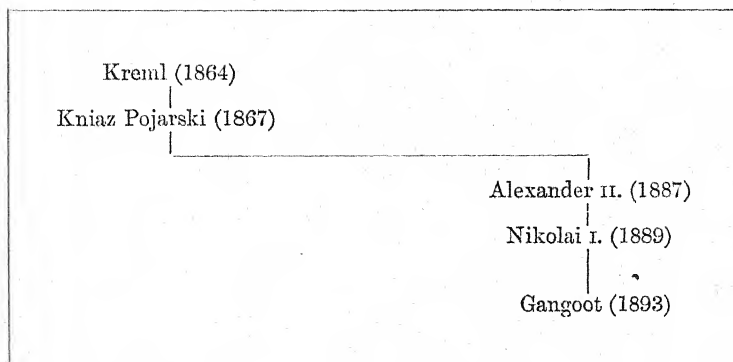 Kreml (1864)
Kniaz Pojarski (1867)
Alexander II. (1887)
Nikolai I. (1889)
Gangoot (1893)